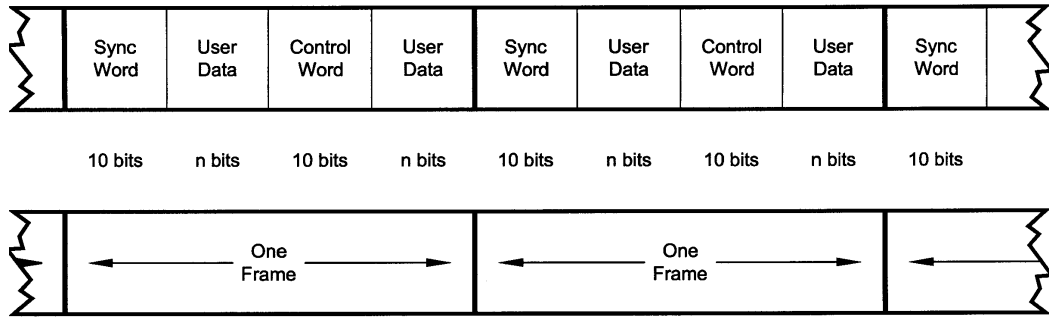 Sync Word
User Data
Control Word
User Data
Sync Word
User Data
Control Word
User Data
Sync Word
10 bits
n bits
10 bits
n bits
10 bits
n bits
10 bits
n bits
10 bits
One Frame
One Frame